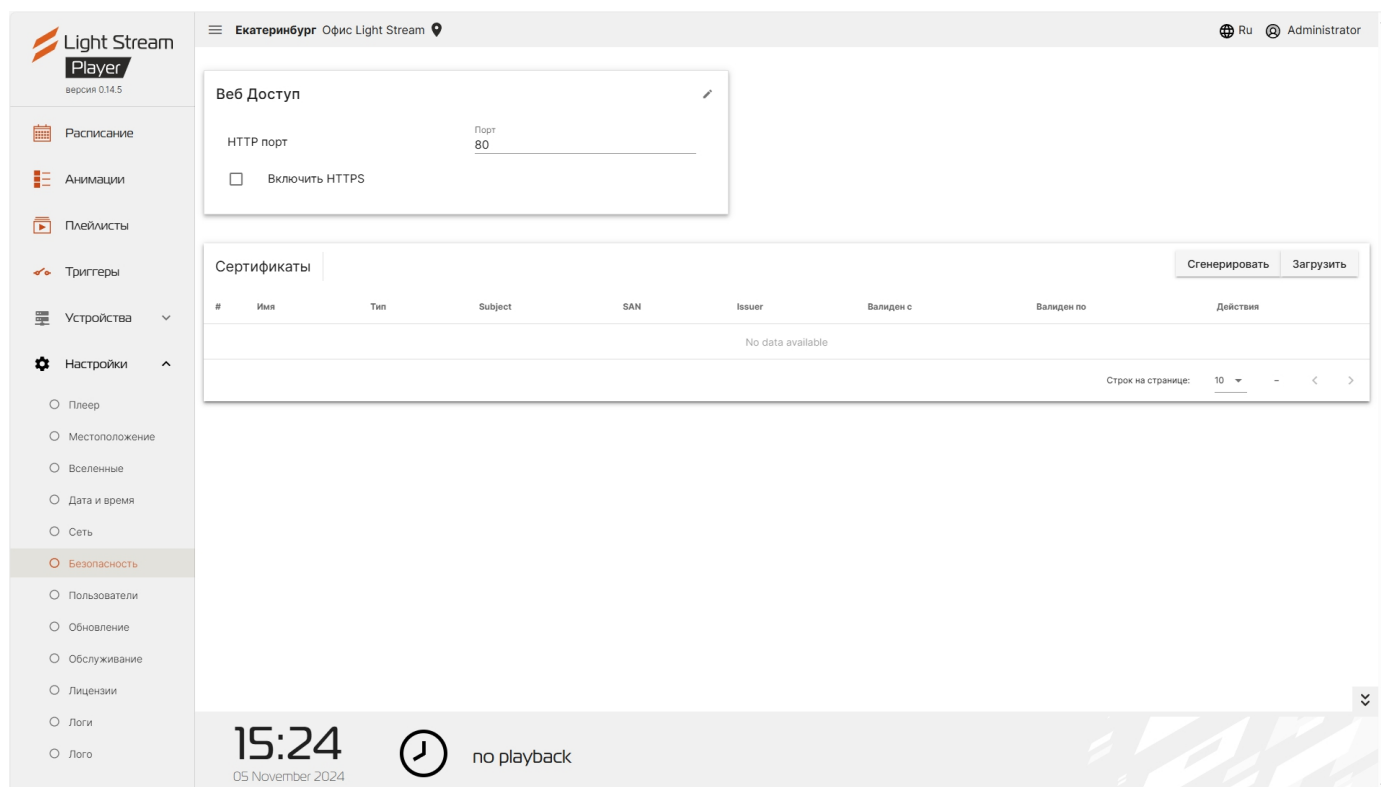 Light Stream
Player
версия 0.14.5
Расписание
Анимации
Плейлисты
Триггеры
Устройства
Настройки
Плеер
Местоположение
Вселенные
Дата и время
Сеть
Безопасность
Пользователи
Обновление
Обслуживание
Лицензии
Логи
Лого
Екатеринбург Офис Light Stream
Ru Administrator
Веб Доступ
HTTP порт
Порт
80
Включить HTTPS
Сертификаты
Сгенерировать Загрузить
# Имя Тип Subject SAN Issuer Валиден с Валиден по Действия
No data available
Строк на странице: 10 –
15:24
05 November 2024
no playback